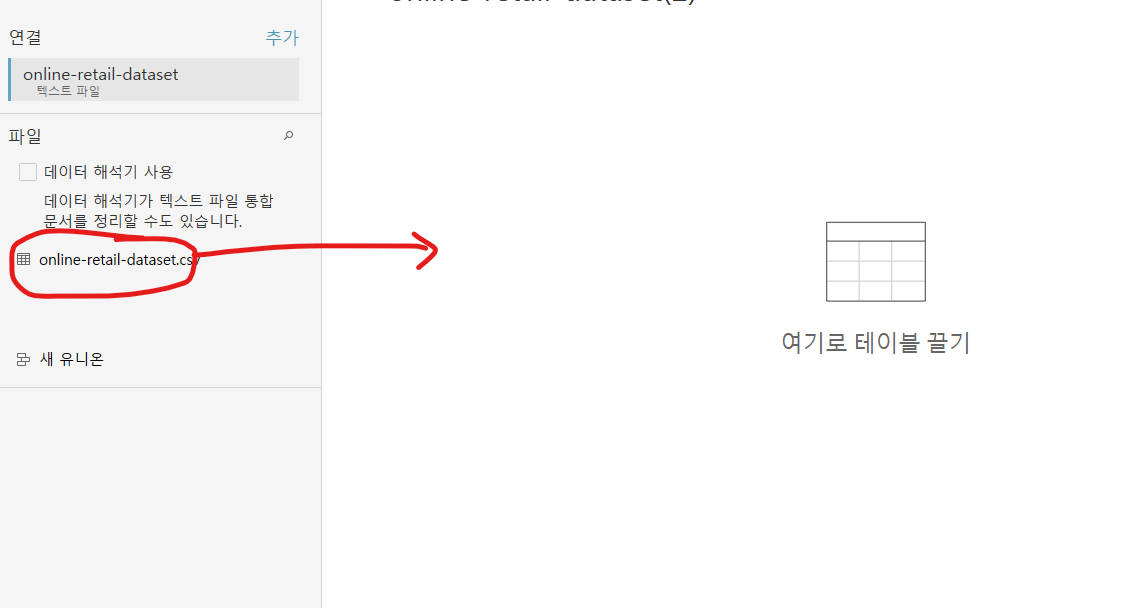 연결
추가
online-retail-dataset
텍스트 파일
파일
데이터 해석기 사용
데이터 해석기가 텍스트 파일 통합
문서를 정리할 수도 있습니다.
online-retail-dataset.csv
새 유니온
여기로 테이블 끌기